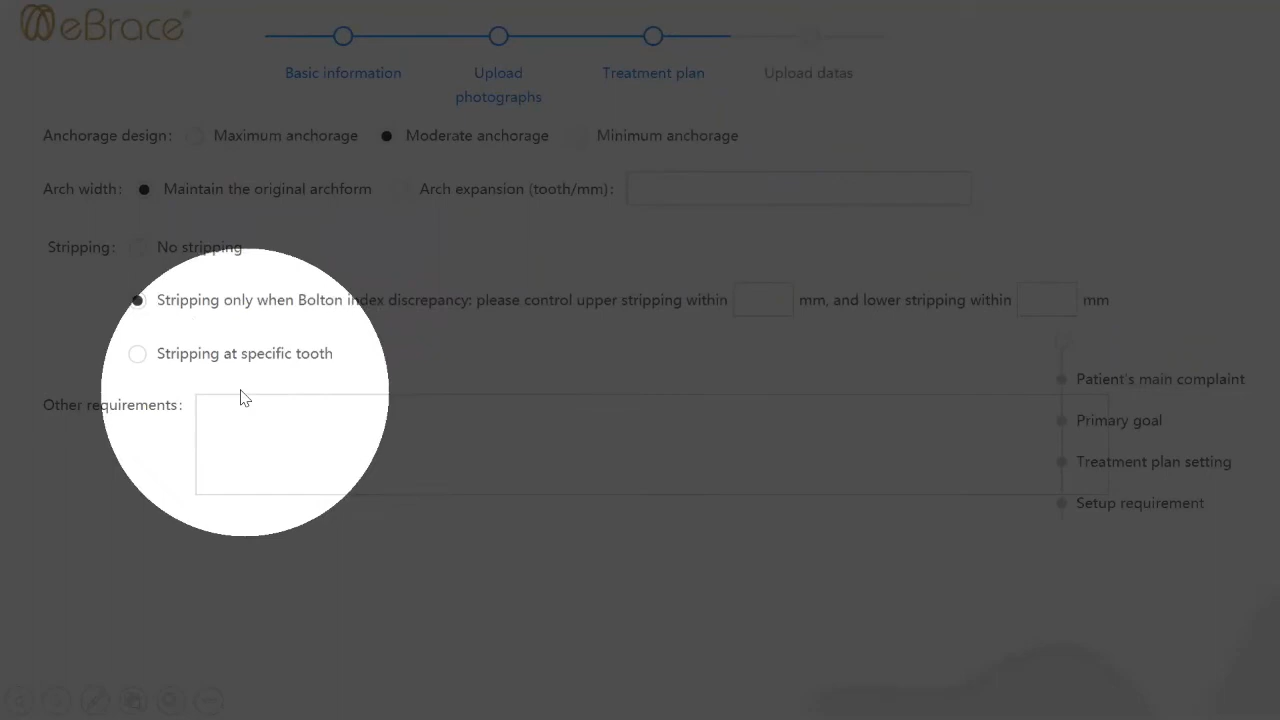 eBrace®
Basic information
Upload photographs
Treatment plan
Upload datas
Anchorage design: Maximum anchorage Moderate anchorage Minimum anchorage
Arch width: Maintain the original archform Arch expansion (tooth/mm):
Stripping: No stripping
Stripping only when Bolton index discrepancy: please control upper stripping within mm, and lower stripping within mm
Stripping at specific tooth
Other requirements:
Patient's main complaint
Primary goal
Treatment plan setting
Setup requirement